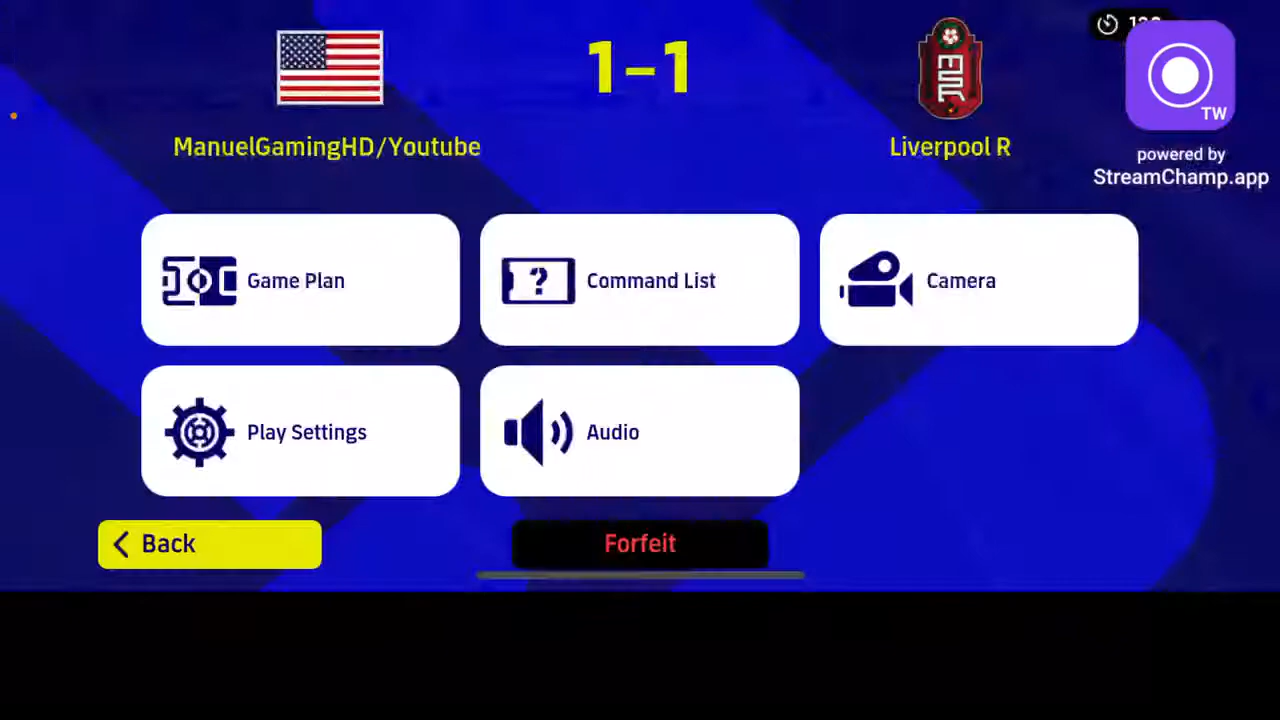 1-1
ManuelGamingHD/Youtube
Liverpool R
TW
powered by
StreamChamp.app
Game Plan
? Command List
Camera
Play Settings
Audio
Back
Forfeit